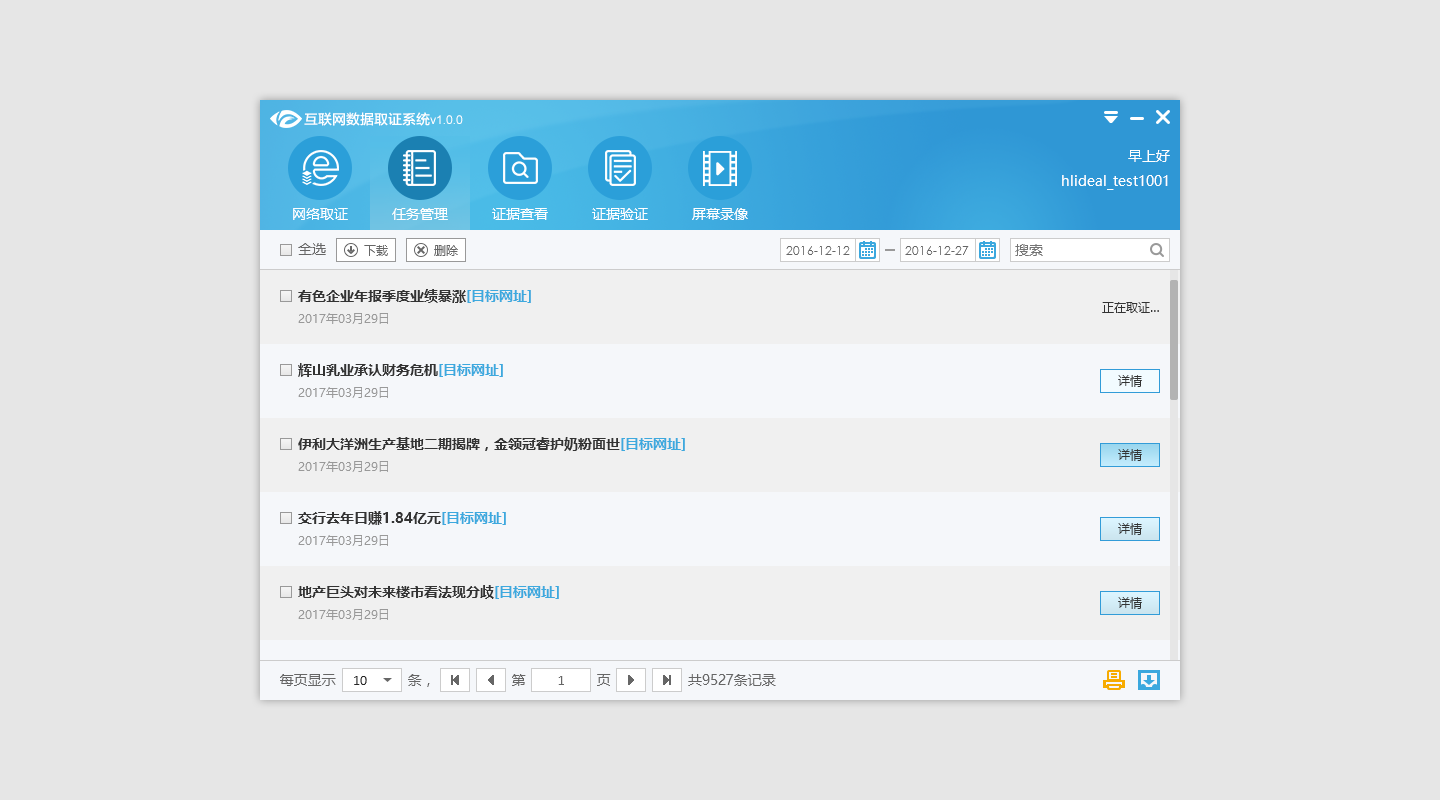 互联网数据取证系统v1.0.0
早上好
hlideal_test1001
网络取证 任务管理 证据查看 证据验证 屏幕录像
全选 下载 删除 2016-12-12 2016-12-27 搜索
有色企业年报季度业绩暴涨[目标网址]
2017年03月29日
正在取证...
辉山乳业承认财务危机[目标网址]
2017年03月29日
详情
伊利大洋洲生产基地二期揭牌，金领冠睿护奶粉面世[目标网址]
2017年03月29日
详情
交行去年日赚1.84亿元[目标网址]
2017年03月29日
详情
地产巨头对未来楼市看法现分歧[目标网址]
2017年03月29日
详情
每页显示 10 条， 第 1 页 共9527条记录